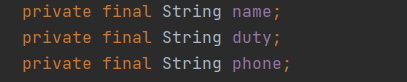 private final String name;
private final String duty;
private final String phone;